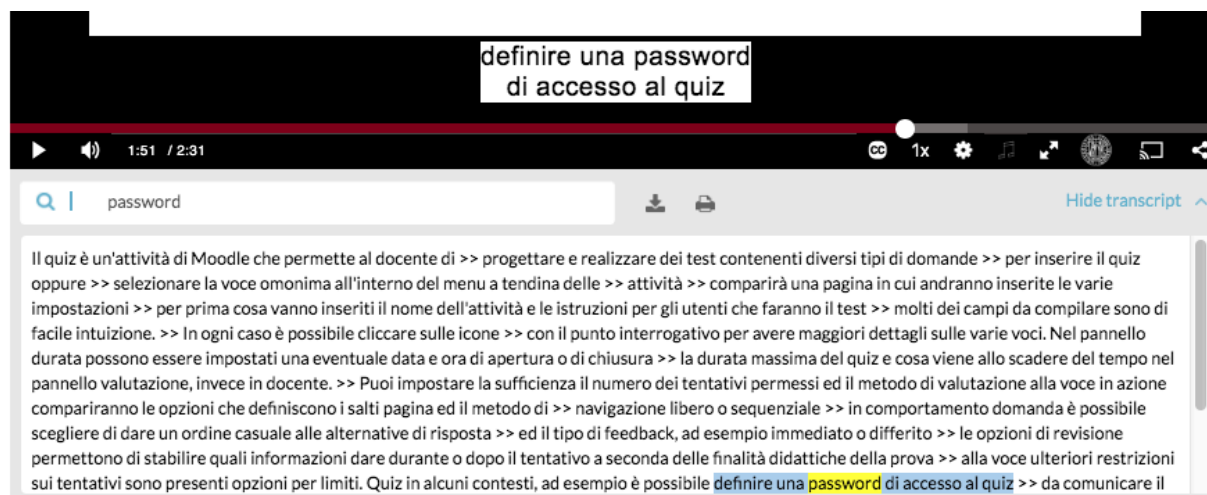 definire una password
di accesso al quiz
1:51 / 2:31
CC
1x
password
Hide transcript
Il quiz è un'attività di Moodle che permette al docente di >> progettare e realizzare dei test contenenti diversi tipi di domande >> per inserire il quiz
oppure >> selezionare la voce omonima all'interno del menu a tendina delle >> attività >> comparirà una pagina in cui andranno inserite le varie
impostazioni >> per prima cosa vanno inseriti il nome dell'attività e le istruzioni per gli utenti che faranno il test >> molti dei campi da compilare sono di
facile intuizione. >> In ogni caso è possibile cliccare sulle icone >> con il punto interrogativo per avere maggiori dettagli sulle varie voci. Nel pannello
durata possono essere impostati una eventuale data e ora di apertura o di chiusura >> la durata massima del quiz e cosa viene allo scadere del tempo nel
pannello valutazione, invece in docente. >> Puoi impostare la sufficienza il numero dei tentativi permessi ed il metodo di valutazione alla voce in azione
compariranno le opzioni che definiscono i salti pagina ed il metodo di >> navigazione libero o sequenziale >> in comportamento domanda è possibile
scegliere di dare un ordine casuale alle alternative di risposta >> ed il tipo di feedback, ad esempio immediato o differito >> le opzioni di revisione
permettono di stabilire quali informazioni dare durante o dopo il tentativo a seconda delle finalità didattiche della prova >> alla voce ulteriori restrizioni
sui tentativi sono presenti opzioni per limiti. Quiz in alcuni contesti, ad esempio è possibile definire una password di accesso al quiz >> da comunicare il